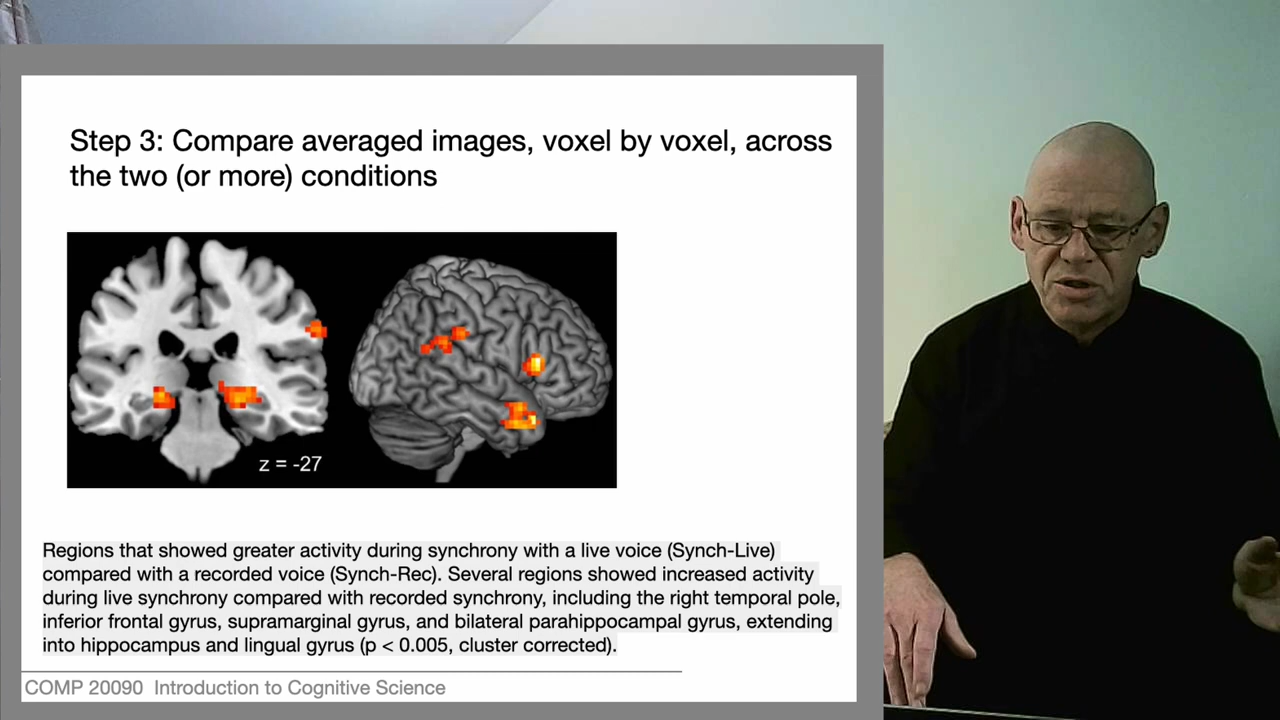 Step 3: Compare averaged images, voxel by voxel, across
the two (or more) conditions
z = -27
Regions that showed greater activity during synchrony with a live voice (Synch-Live)
compared with a recorded voice (Synch-Rec). Several regions showed increased activity
during live synchrony compared with recorded synchrony, including the right temporal pole,
inferior frontal gyrus, supramarginal gyrus, and bilateral parahippocampal gyrus, extending
into hippocampus and lingual gyrus (p < 0.005, cluster corrected).
COMP 20090 Introduction to Cognitive Science